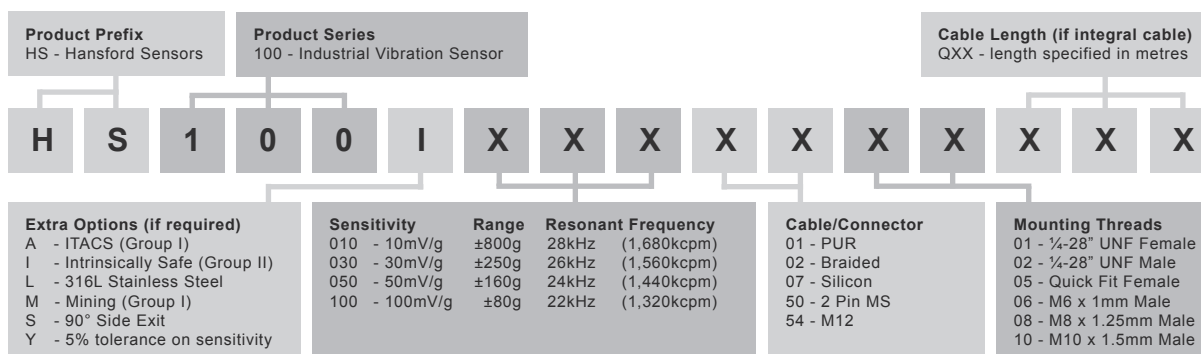 Product Prefix
HS - Hansford Sensors
Product Series
100 - Industrial Vibration Sensor
Cable Length (if integral cable)
QXX - length specified in metres
H S 1 0 0 I X X X X X X X X X X
Extra Options (if required)
A - ITACS (Group I)
I - Intrinsically Safe (Group II)
L - 316L Stainless Steel
M - Mining (Group I)
S - 90° Side Exit
Y - 5% tolerance on sensitivity
Sensitivity Range Resonant Frequency
010 - 10mV/g ±800g 28kHz (1,680kcpm)
030 - 30mV/g ±250g 26kHz (1,560kcpm)
050 - 50mV/g ±160g 24kHz (1,440kcpm)
100 - 100mV/g ±80g 22kHz (1,320kcpm)
Cable/Connector
01 - PUR
02 - Braided
07 - Silicon
50 - 2 Pin MS
54 - M12
Mounting Threads
01 - ¼-28” UNF Female
02 - ¼-28” UNF Male
05 - Quick Fit Female
06 - M6 x 1mm Male
08 - M8 x 1.25mm Male
10 - M10 x 1.5mm Male